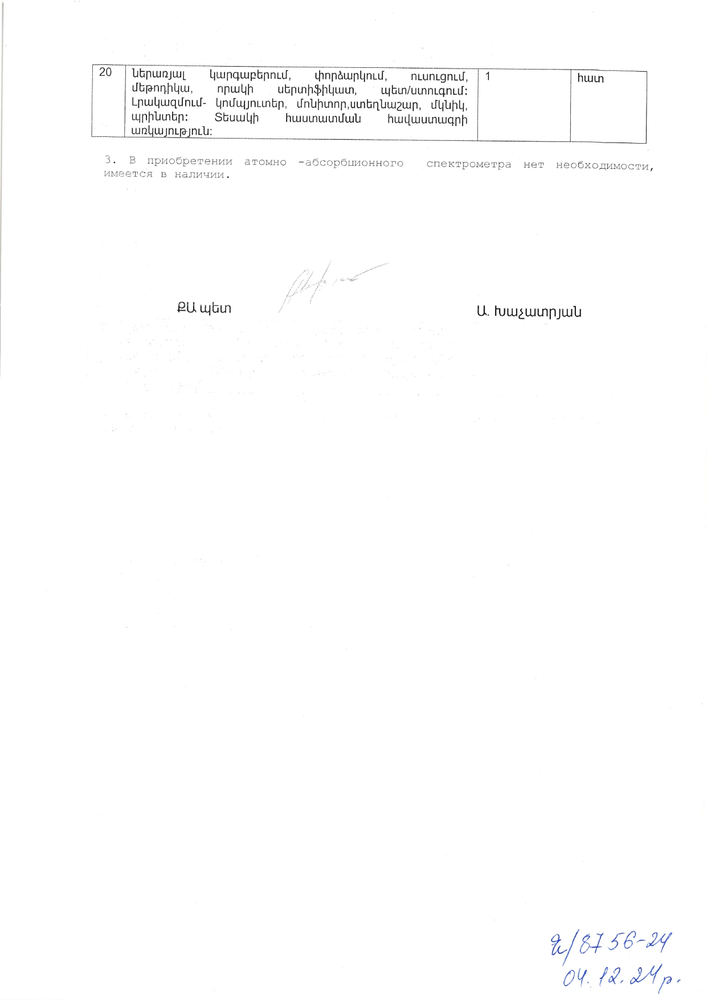 20 ներառյալ կարգաբերում, փորձարկում, ուսուցում, 1 հատ
մեթոդիկա, որակի սերտիֆիկատ, պետ/ստուգում:
Լրակազմում- կոմպյուտեր, մոնիտոր,ստեղնաշար, մկնիկ,
պրինտեր: Տեսակի հաստատման հավաստագրի
առկայություն:
3. В приобретении атомно -абсорбционного спектрометра нет необходимости,
имеется в наличии.
ՔԱ պետ Ա. Խաչատրյան
/8756-24
04.12.24թ.